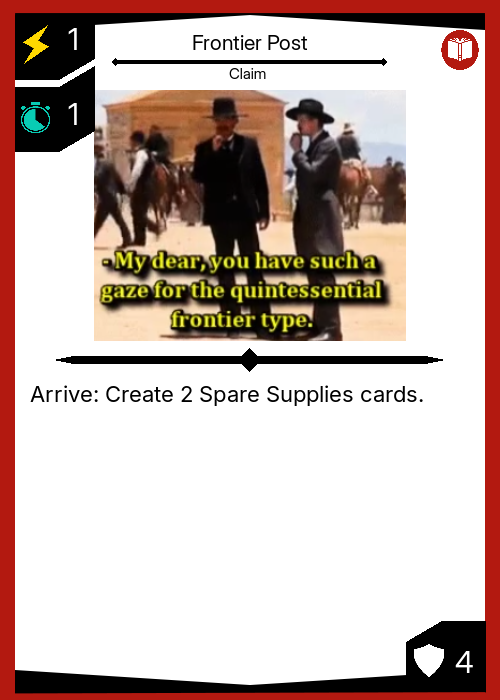 1
Frontier Post
Claim
1
- My dear, you have such a
gaze for the quintessential
frontier type.
Arrive: Create 2 Spare Supplies cards.
4